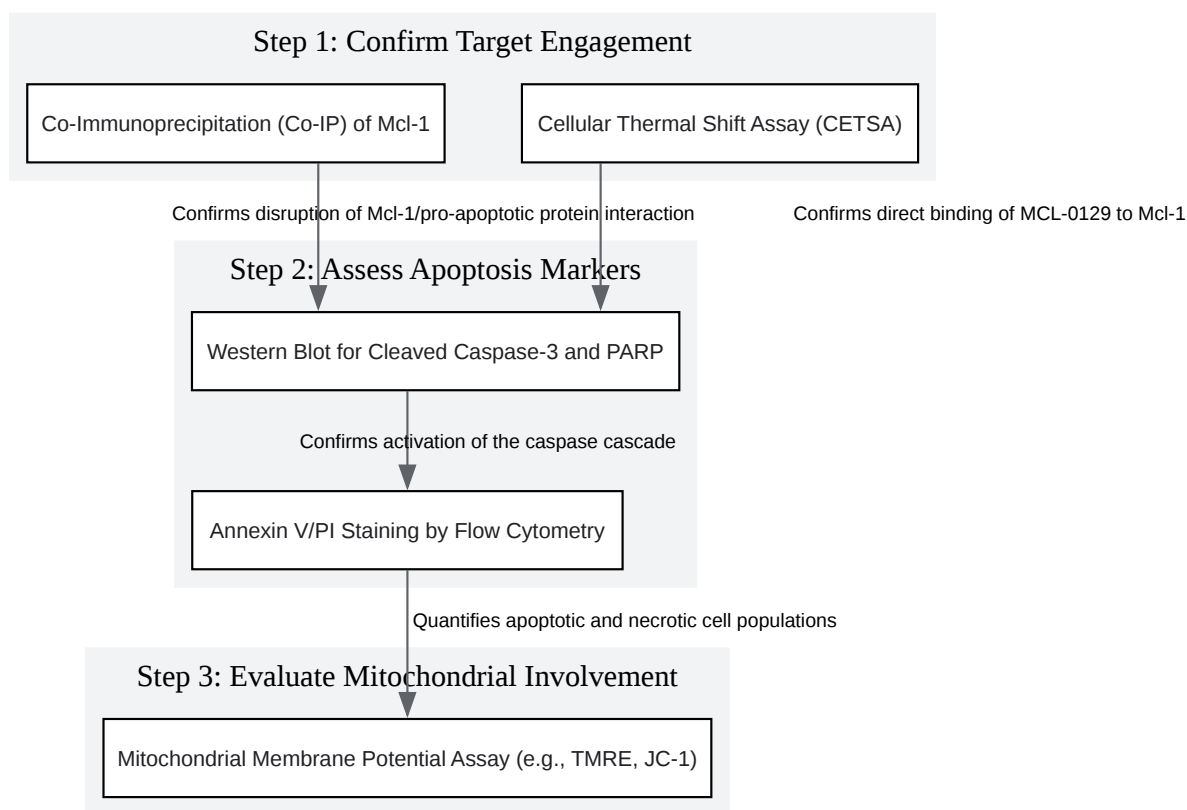 Step 1: Confirm Target Engagement
Co-Immunoprecipitation (Co-IP) of Mcl-1
Cellular Thermal Shift Assay (CETSA)
Confirms disruption of Mcl-1/pro-apoptotic protein interaction
Confirms direct binding of MCL-0129 to Mcl-1
Step 2: Assess Apoptosis Markers
Western Blot for Cleaved Caspase-3 and PARP
Confirms activation of the caspase cascade
Annexin V/PI Staining by Flow Cytometry
Quantifies apoptotic and necrotic cell populations
Step 3: Evaluate Mitochondrial Involvement
Mitochondrial Membrane Potential Assay (e.g., TMRE, JC-1)